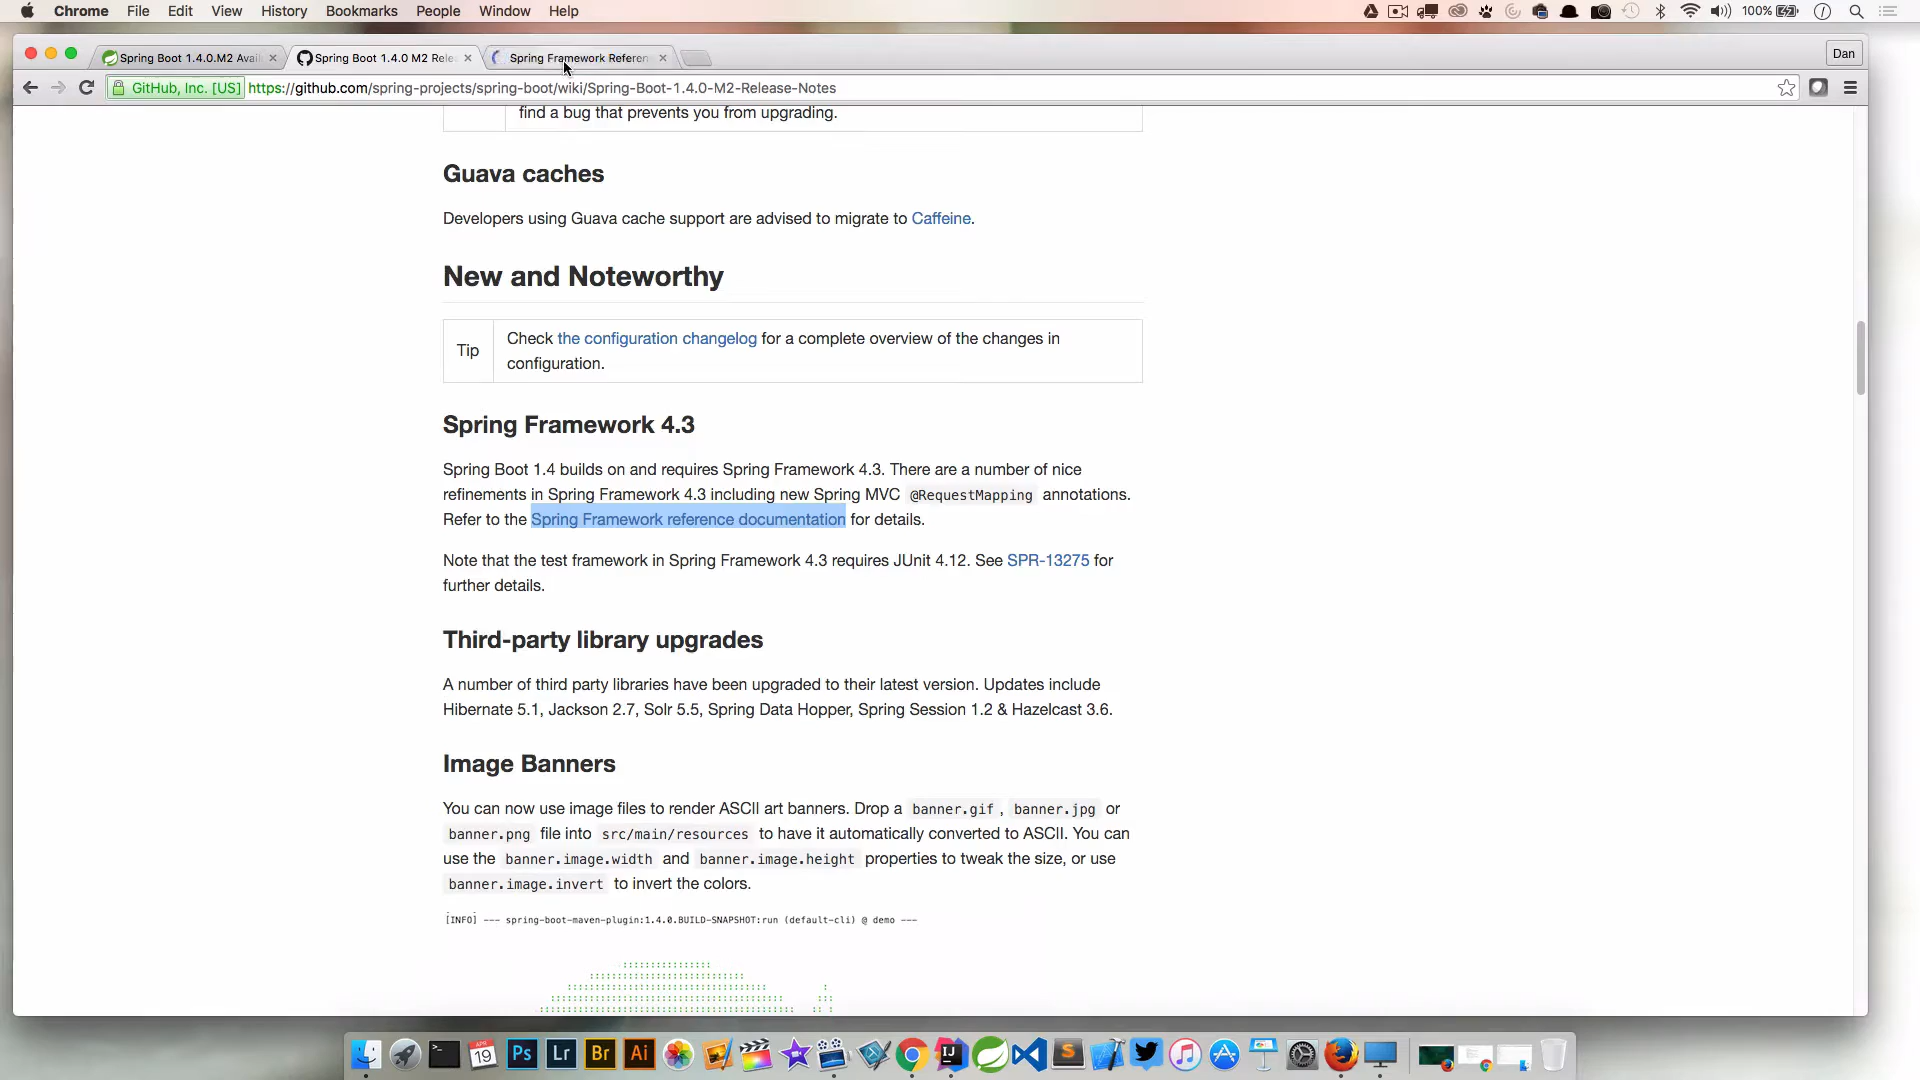 Chrome File Edit View History Bookmarks People Window Help 100%
Spring Boot 1.4.0.M2 Avai Spring Boot 1.4.0 M2 Rele Spring Framework Referen Dan
GitHub, Inc. [US] https://github.com/spring-projects/spring-boot/wiki/Spring-Boot-1.4.0-M2-Release-Notes
find a bug that prevents you from upgrading.
Guava caches
Developers using Guava cache support are advised to migrate to Caffeine.
New and Noteworthy
Tip
Check the configuration changelog for a complete overview of the changes in
configuration.
Spring Framework 4.3
Spring Boot 1.4 builds on and requires Spring Framework 4.3. There are a number of nice
refinements in Spring Framework 4.3 including new Spring MVC @RequestMapping annotations.
Refer to the Spring Framework reference documentation for details.
Note that the test framework in Spring Framework 4.3 requires JUnit 4.12. See SPR-13275 for
further details.
Third-party library upgrades
A number of third party libraries have been upgraded to their latest version. Updates include
Hibernate 5.1, Jackson 2.7, Solr 5.5, Spring Data Hopper, Spring Session 1.2 & Hazelcast 3.6.
Image Banners
You can now use image files to render ASCII art banners. Drop a banner.gif, banner.jpg or
banner.png file into src/main/resources to have it automatically converted to ASCII. You can
use the banner.image.width and banner.image.height properties to tweak the size, or use
banner.image.invert to invert the colors.
[INFO] --- spring-boot-maven-plugin:1.4.0.BUILD-SNAPSHOT:run (default-cli) @ demo ---
APR 19 Ps Lr Br Ai IJ S